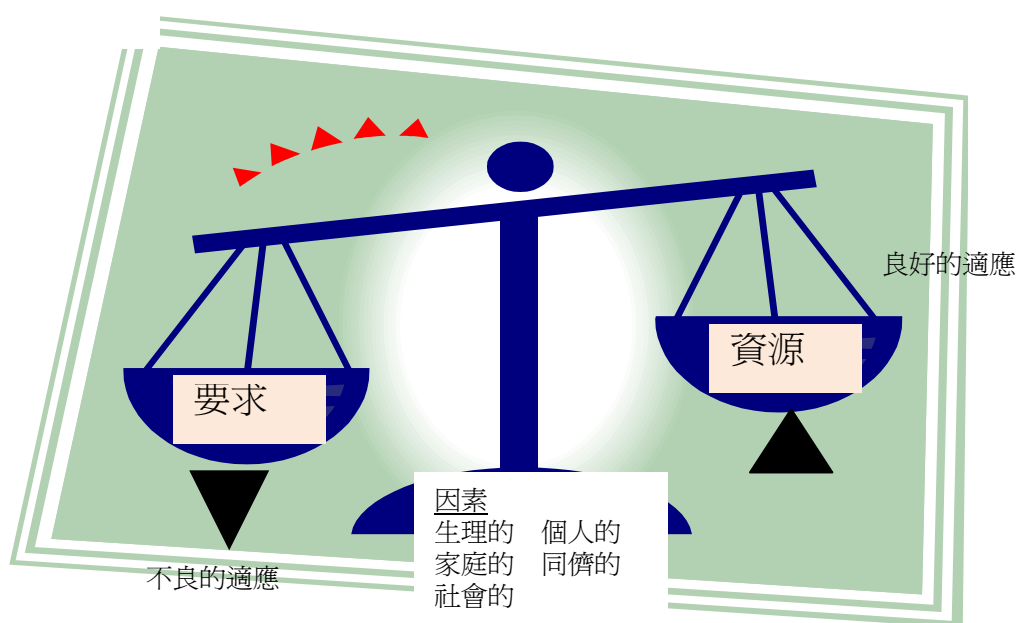 良好的適應
資源
要求
因素
生理的　個人的
家庭的　同儕的
社會的
不良的適應